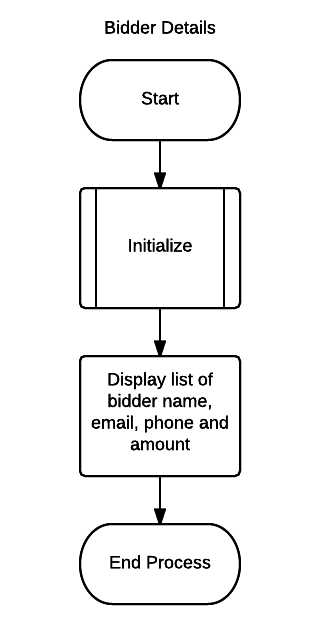 Bidder Details
Start
Initialize
Display list of
bidder name,
email, phone and
amount
End Process